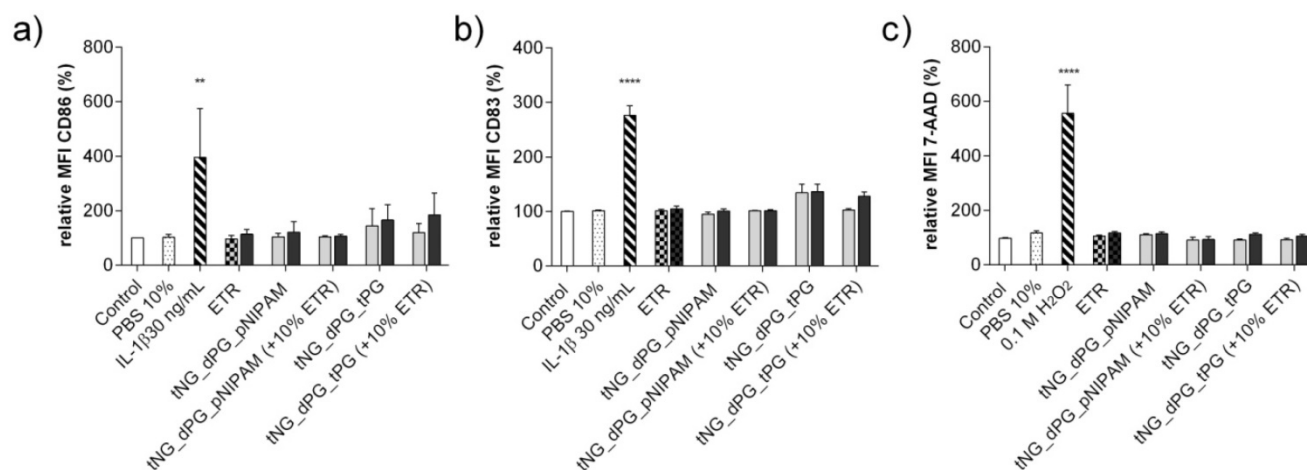 a)
relative MFI CD86 (%)
800
600
400
200
0
**
Control
PBS 10%
IL-1β30 ng/mL
ETR
tNG_dPG_pNIPAM
tNG_dPG_pNIPAM (+10% ETR)
tNG_dPG_tPG
tNG_dPG_tPG (+10% ETR)
b)
relative MFI CD83 (%)
400
300
200
100
0
****
Control
PBS 10%
IL-1β 30 ng/mL
ETR
tNG_dPG_pNIPAM
tNG_dPG_pNIPAM (+10% ETR)
tNG_dPG_tPG
tNG_dPG_tPG (+10% ETR)
c)
relative MFI 7-AAD (%)
800
600
400
200
0
****
Control
PBS 10%
0.1 M H₂O₂
ETR
tNG_dPG_pNIPAM
tNG_dPG_pNIPAM (+10% ETR)
tNG_dPG_tPG
tNG_dPG_tPG (+10% ETR)